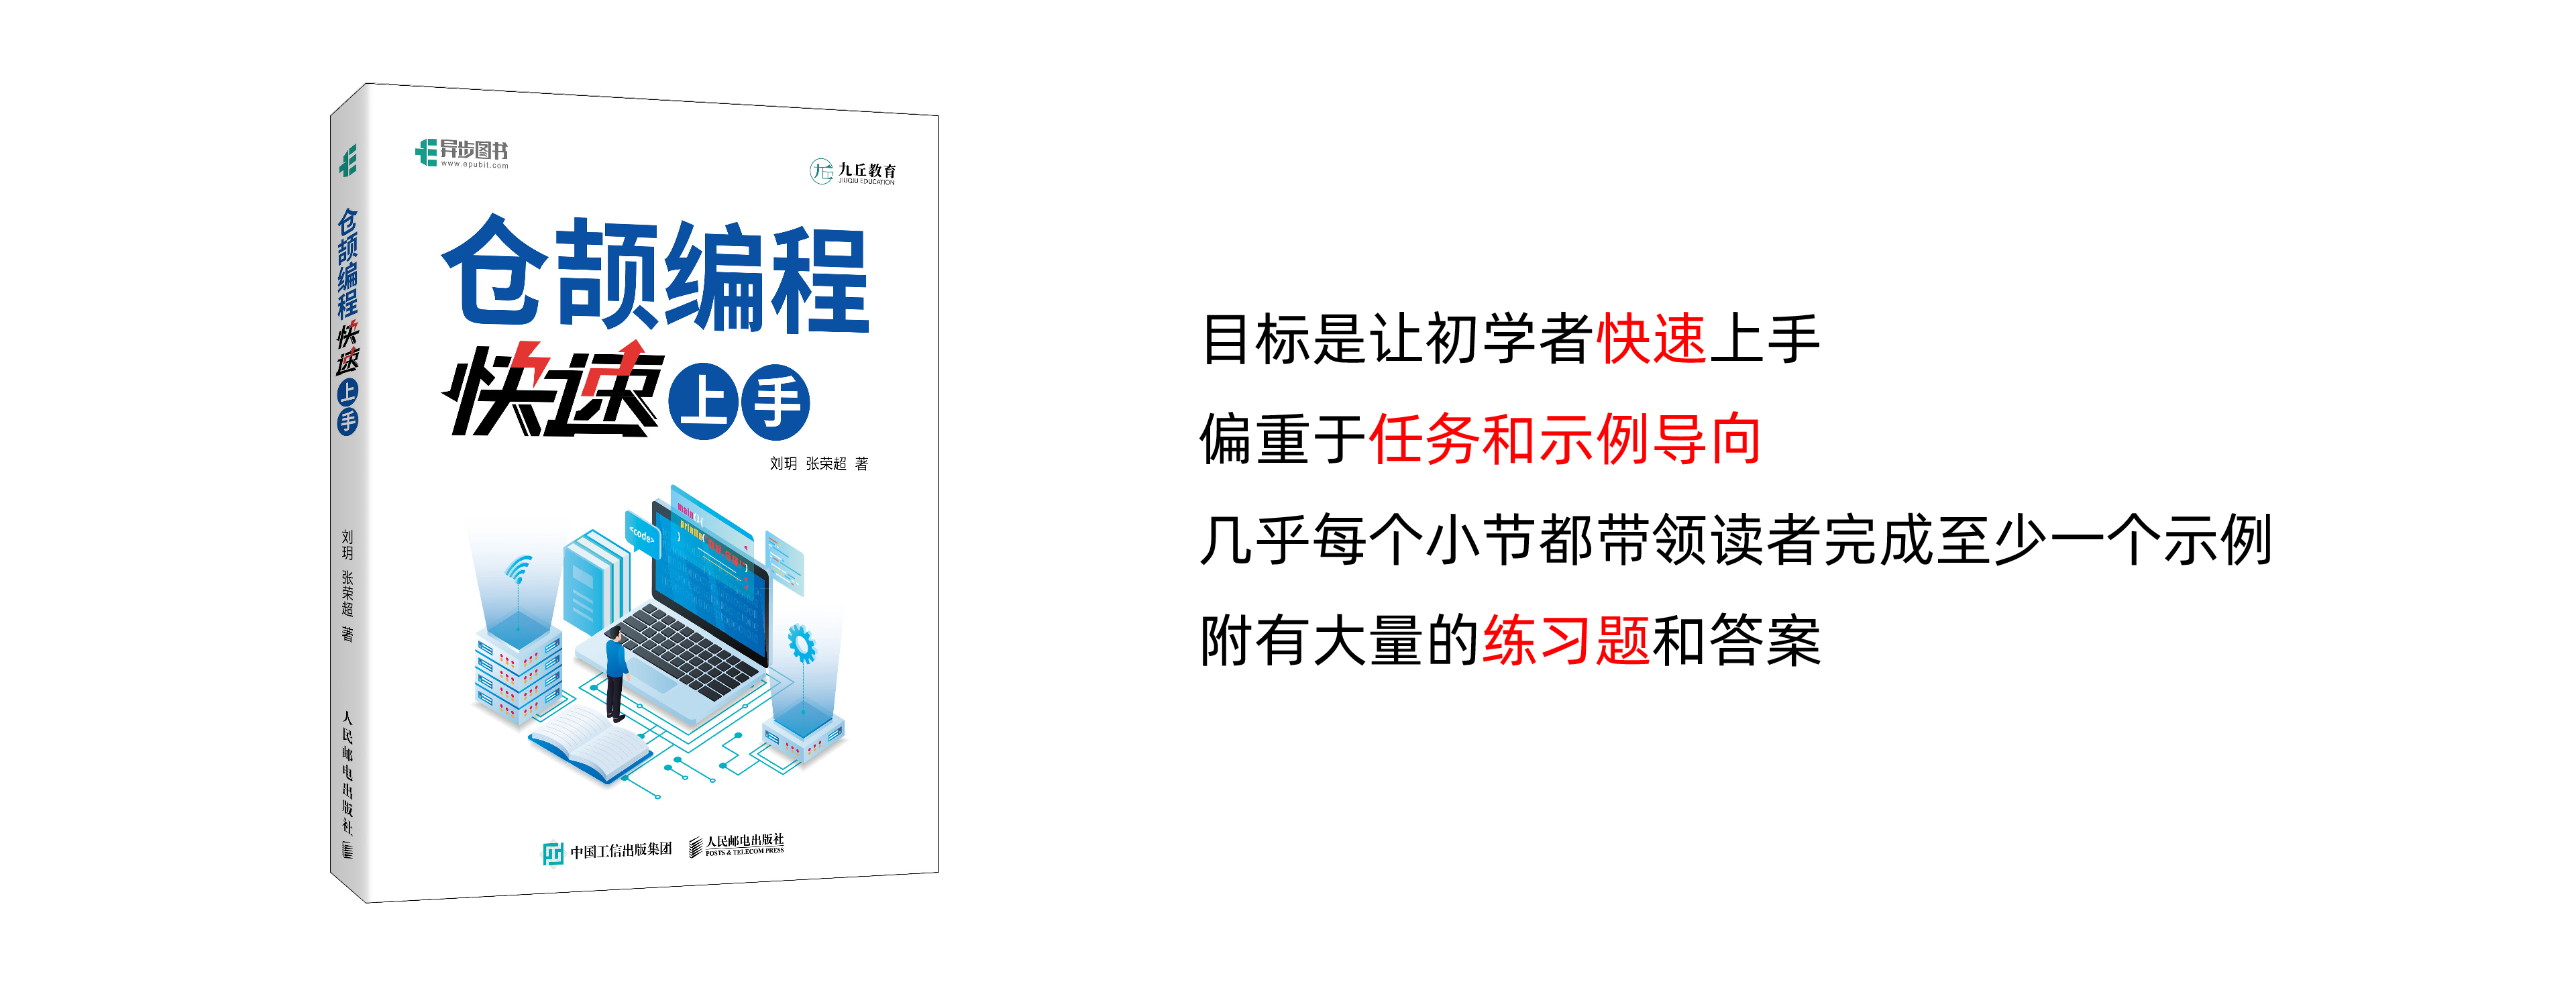 异步图书
www.epubit.com
九丘教育
JIUQIU EDUCATION
仓颉编程
快速上手
刘玥 张荣超 著
<code>
main(){
println(
}
中国工信出版集团
人民邮电出版社
POSTS & TELECOM PRESS
仓颉编程快速上手
刘玥 张荣超 著
人民邮电出版社
目标是让初学者快速上手
偏重于任务和示例导向
几乎每个小节都带领读者完成至少一个示例
附有大量的练习题和答案